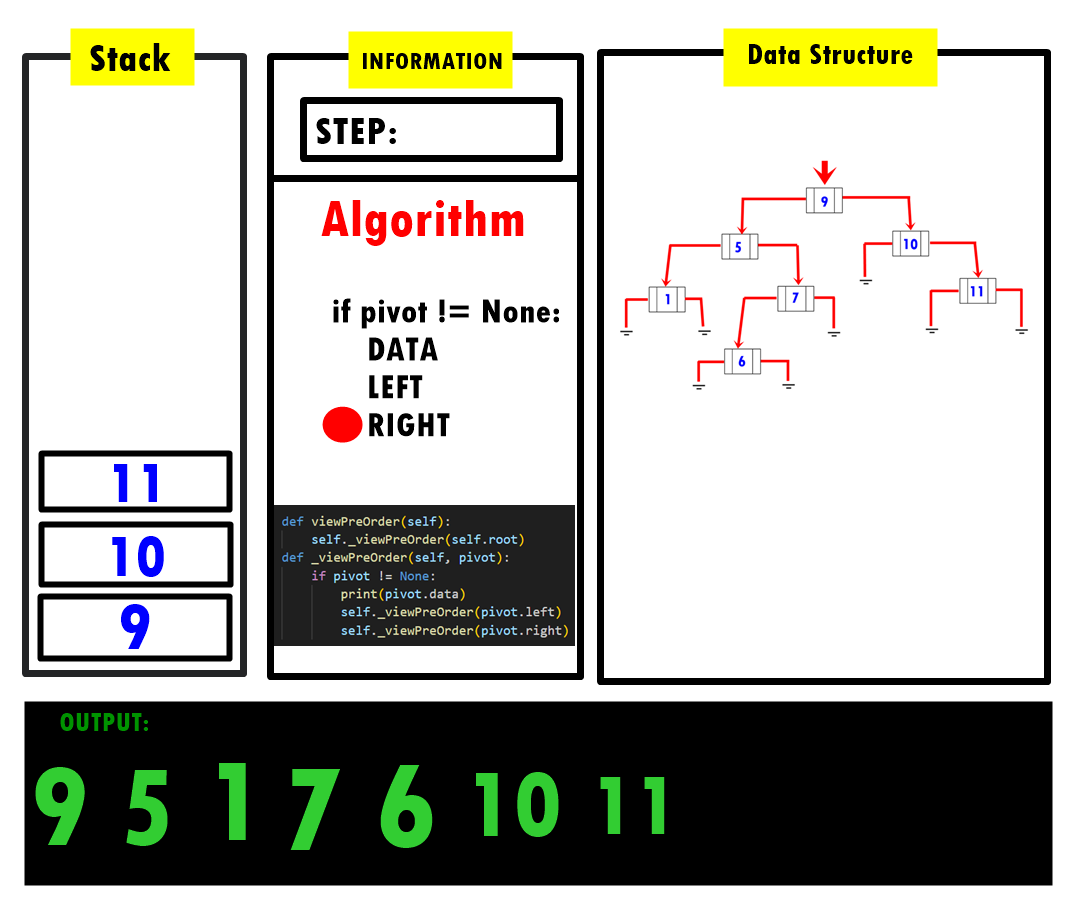 Stack
11
10
9
INFORMATION
STEP:
Algorithm
if pivot != None:
DATA
LEFT
RIGHT
def viewPreOrder(self):
self._viewPreOrder(self.root)
def _viewPreOrder(self, pivot):
if pivot != None:
print(pivot.data)
self._viewPreOrder(pivot.left)
self._viewPreOrder(pivot.right)
Data Structure
9
5
10
1
7
11
6
OUTPUT:
9 5 1 7 6 10 11